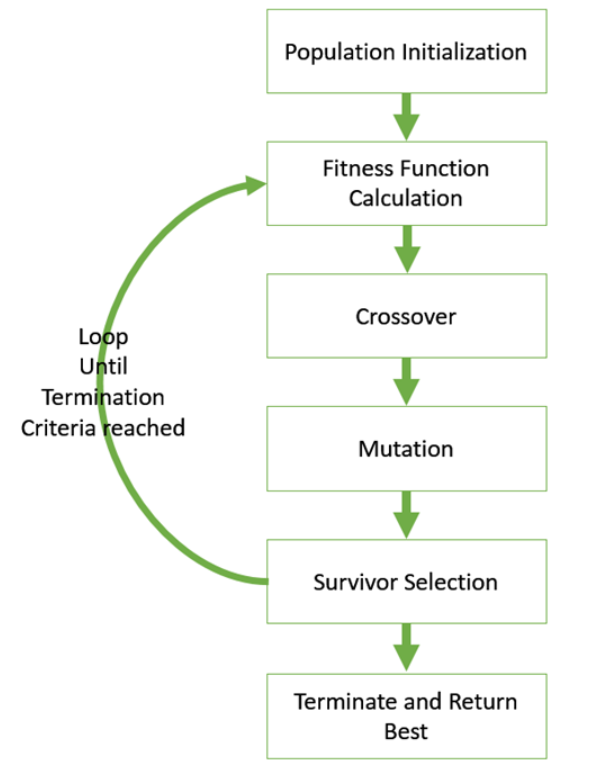 Population Initialization
Fitness Function
Calculation
Crossover
Loop
Until
Termination
Criteria reached
Mutation
Survivor Selection
Terminate and Return
Best